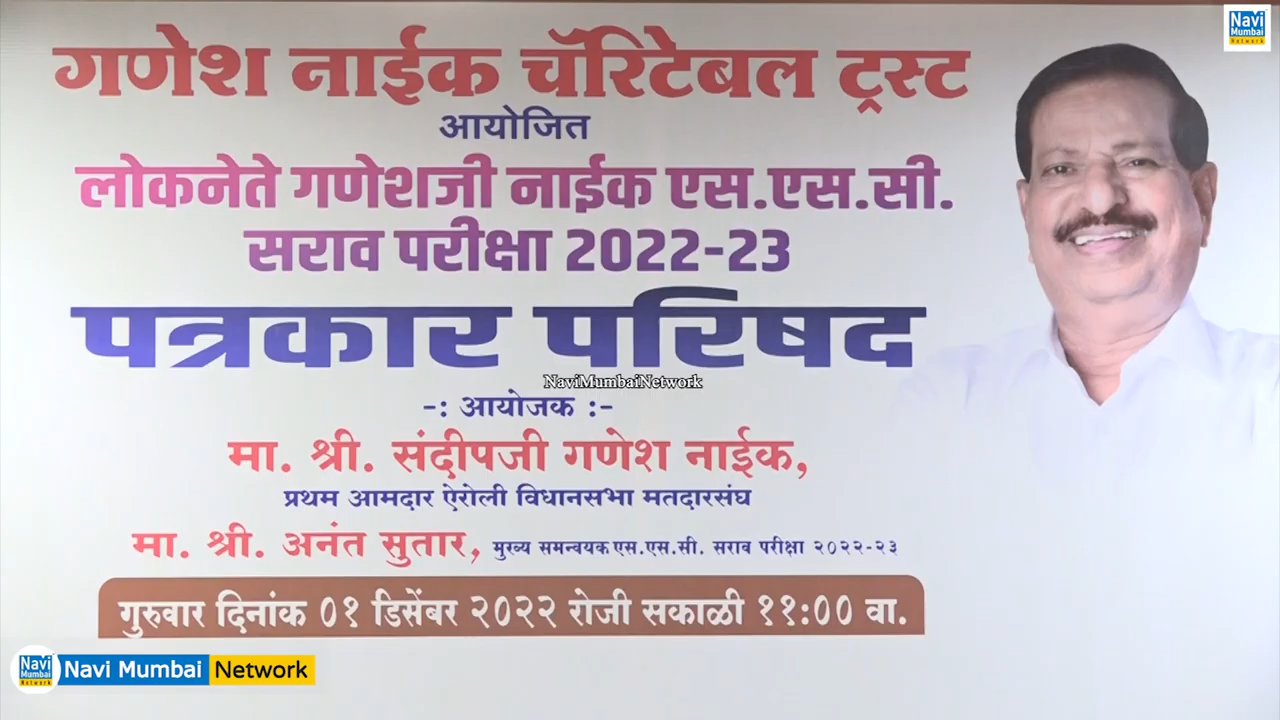 Navi
Mumbai
Network
गणेश नाईक चॅरिटेबल ट्रस्ट
आयोजित
लोकनेते गणेशजी नाईक एस.एस.सी.
सराव परीक्षा 2022-23
पत्रकार परिषद
NaviMumbaiNetwork
-: आयोजक :-
मा. श्री. संदीपजी गणेश नाईक,
प्रथम आमदार ऐरोली विधानसभा मतदारसंघ
मा. श्री. अनंत सुतार, मुख्य समन्वयक एस.एस.सी. सराव परीक्षा २०२२-२३
गुरुवार दिनांक ०१ डिसेंबर २०२२ रोजी सकाळी ११:०० वा.
Navi
Mumbai
Network
Navi Mumbai Network